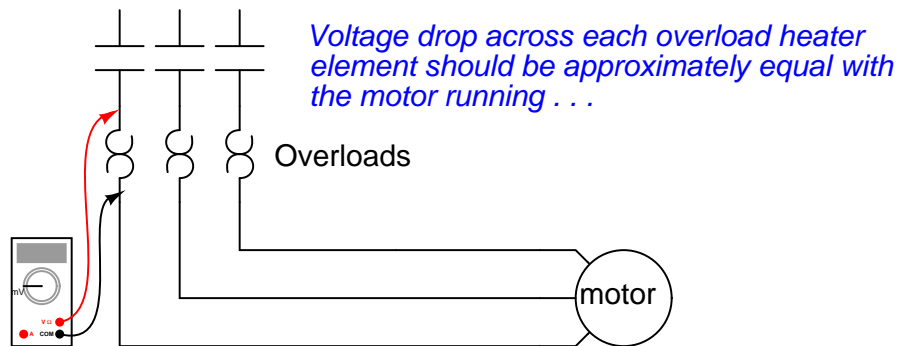 Voltage drop across each overload heater
element should be approximately equal with
the motor running . . .
Overloads
motor
mV
V Ω
A COM